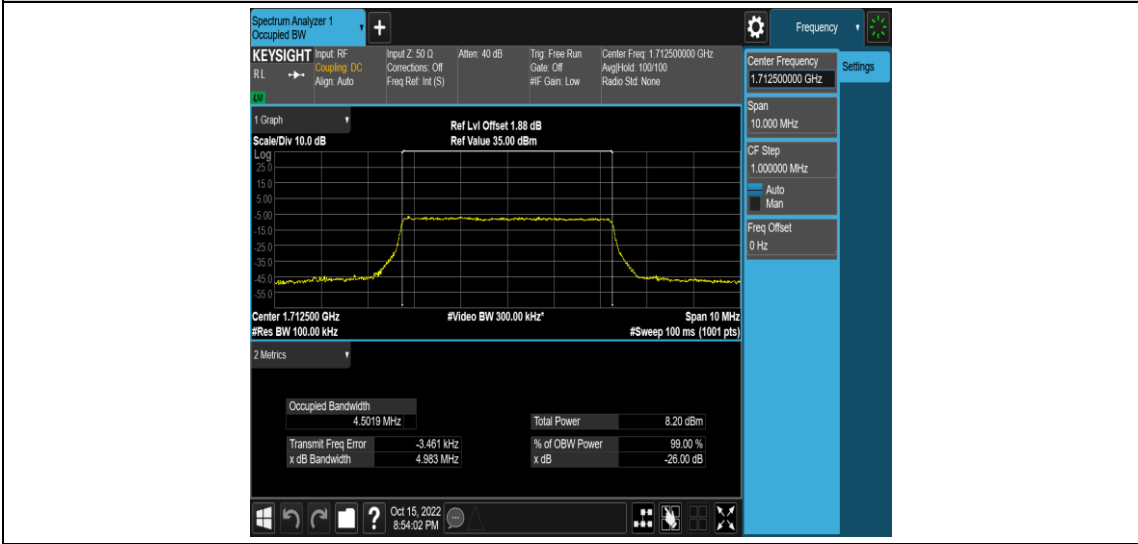 Spectrum Analyzer 1
Occupied BW
+
Frequency
KEYSIGHT Input: RF Input Z: 50 Ω Atten: 40 dB Trig: Free Run Center Freq: 1.712500000 GHz
RL Coupling: DC Corrections: Off Gate: Off Avg|Hold: 100/100
Align: Auto Freq Ref: Int (S) #IF Gain: Low Radio Std: None
Center Frequency
1.712500000 GHz
Settings
Span
10.000 MHz
CF Step
1.000000 MHz
Auto
Man
Freq Offset
0 Hz
1 Graph
Ref Lvl Offset 1.88 dB
Scale/Div 10.0 dB Ref Value 35.00 dBm
Log
25.0
15.0
5.00
-5.00
-15.0
-25.0
-35.0
-45.0
-55.0
Center 1.712500 GHz #Video BW 300.00 kHz* Span 10 MHz
#Res BW 100.00 kHz #Sweep 100 ms (1001 pts)
2 Metrics
Occupied Bandwidth
4.5019 MHz Total Power 8.20 dBm
Transmit Freq Error -3.461 kHz % of OBW Power 99.00 %
x dB Bandwidth 4.983 MHz x dB -26.00 dB
? Oct 15, 2022
8:54:02 PM